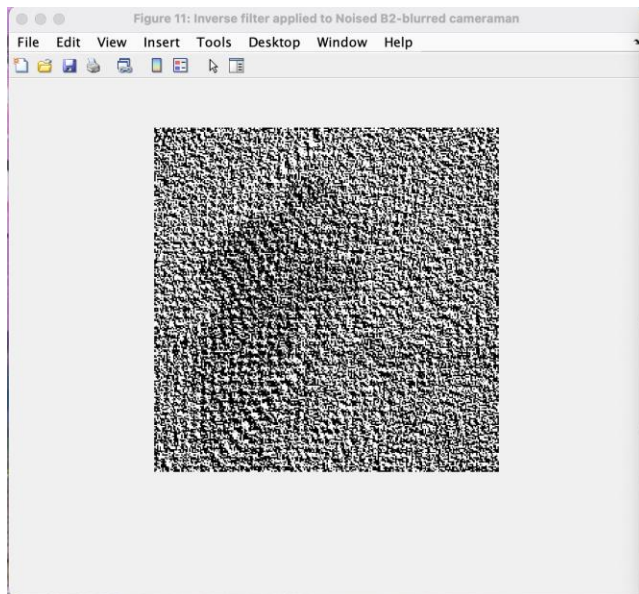 Figure 11: Inverse filter applied to Noised B2-blurred cameraman
File Edit View Insert Tools Desktop Window Help